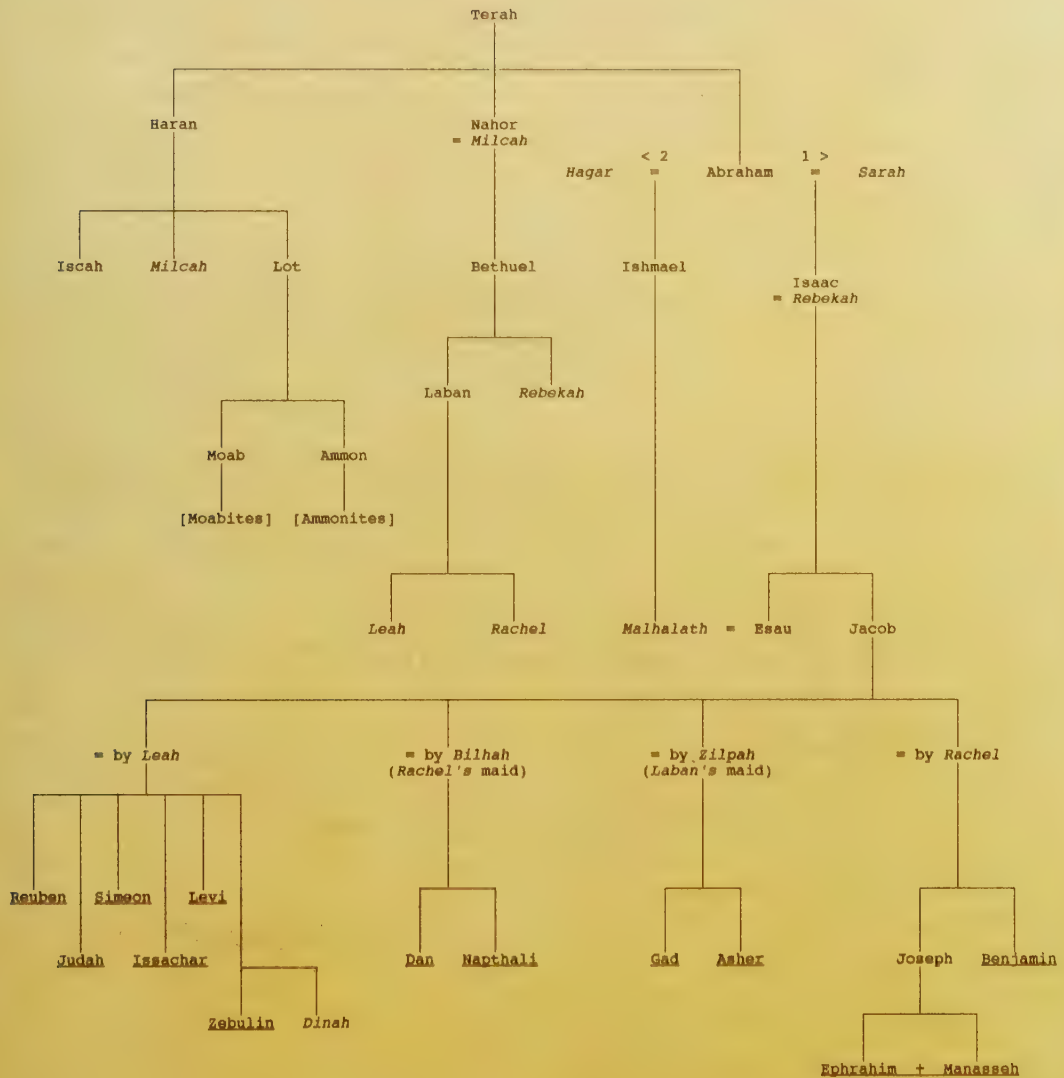 Terah
Haran Nahor
= Milcah
< 2 1 >
Hagar = Abraham = Sarah
Iscah Milcah Lot Bethuel Ishmael
Isaac
= Rebekah
Laban Rebekah
Moab Ammon
[Moabites] [Ammonites]
Leah Rachel Malhalath = Esau Jacob
= by Leah = by Bilhah = by Zilpah = by Rachel
(Rachel's maid) (Laban's maid)
Reuben Simeon Levi
Judah Issachar Dan Napthali Gad Asher Joseph Benjamin
Zebulin Dinah
Ephrahim + Manasseh